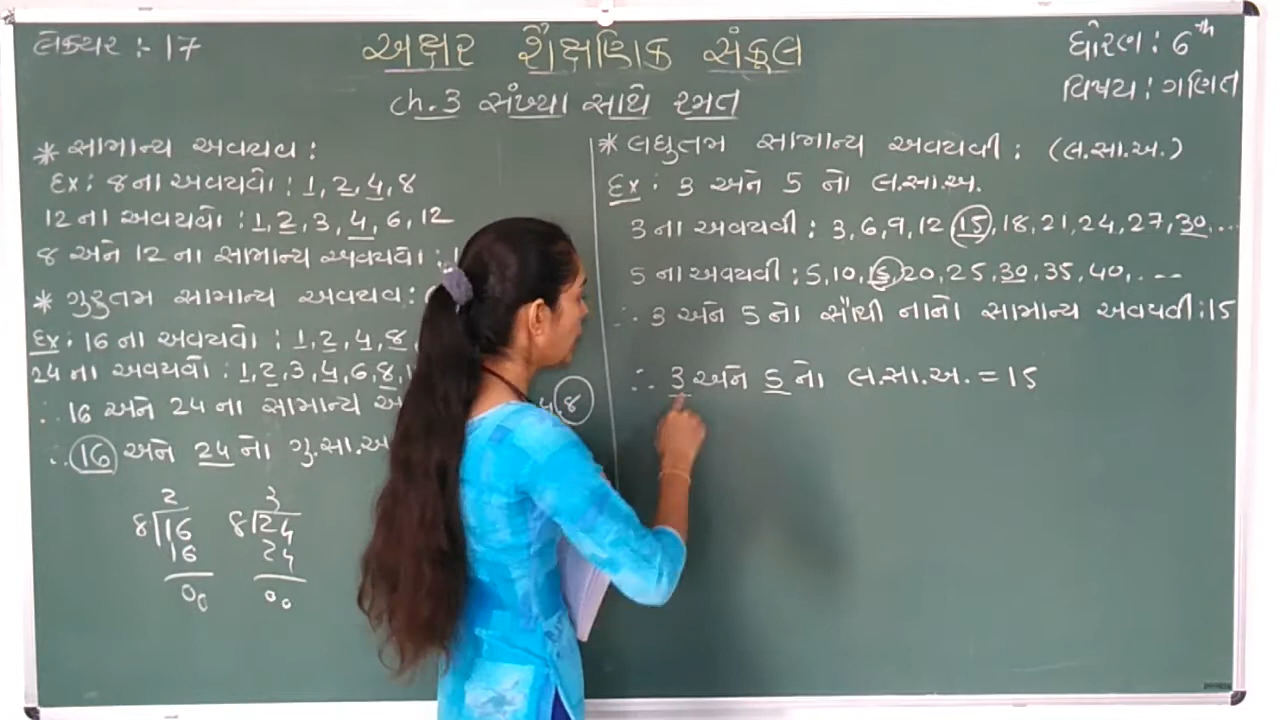 લેક્ચર :- 17
અક્ષર શૈક્ષણિક સંકૂલ
ધોરણ : 6th
વિષય : ગણિત
ch.3 સંખ્યા સાથે રમત
* સામાન્ય અવયવ :
Ex : 8 ના અવયવો : 1, 2, 4, 8
12 ના અવયવો : 1, 2, 3, 4, 6, 12
8 અને 12 ના સામાન્ય અવયવો :
* ગુરુતમ સામાન્ય અવયવ :
Ex : 16 ના અવયવો : 1, 2, 4, 8,
24 ના અવયવો : 1, 2, 3, 4, 6, 8,
∴ 16 અને 24 ના સામાન્ય
4, 8
∴ 16 અને 24 નો ગુ.સા.અ
2
8 16
16
00
3
8 24
24
00
* લઘુતમ સામાન્ય અવયવી : (લ.સા.અ.)
Ex : 3 અને 5 નો લ.સા.અ.
3 ના અવયવી : 3, 6, 9, 12, 15, 18, 21, 24, 27, 30, ...
5 ના અવયવી : 5, 10, 15, 20, 25, 30, 35, 40, ...
∴ 3 અને 5 નો સૌથી નાનો સામાન્ય અવયવી : 15
∴ 3 અને 5 નો લ.સા.અ. = 15